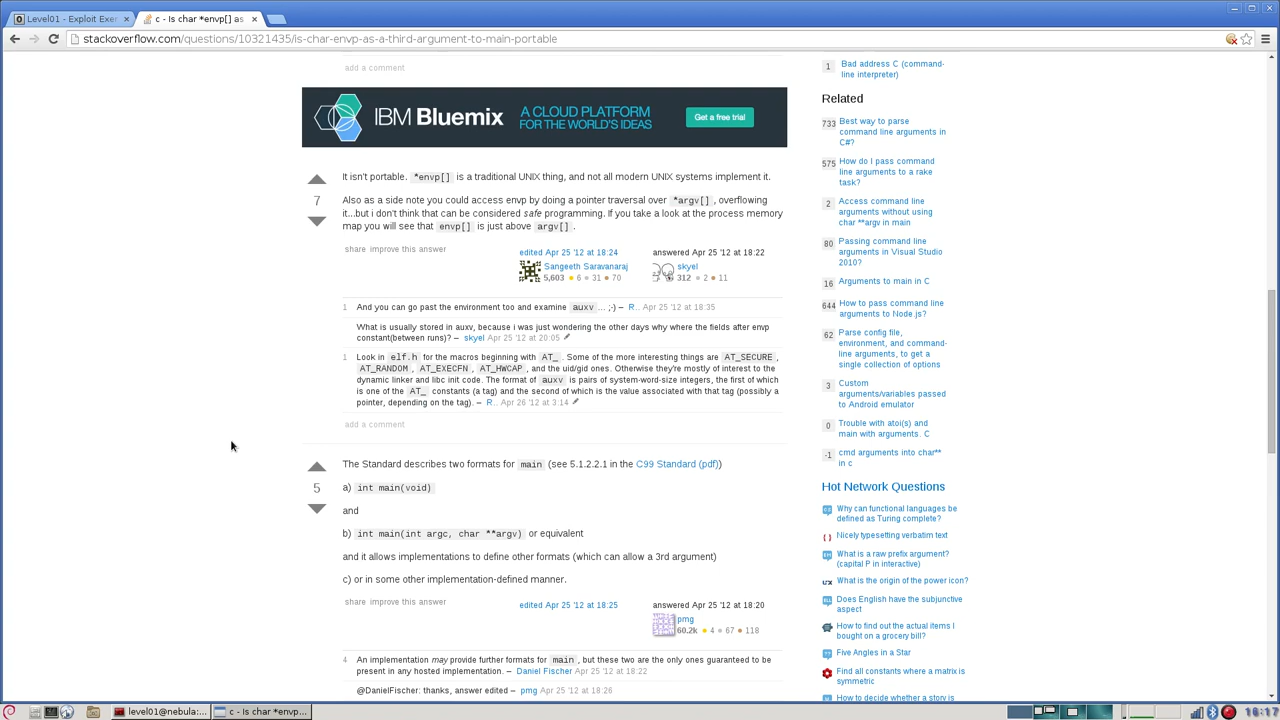 Level01 - Exploit Exer
c - Is char *envp[] as
stackoverflow.com/questions/10321435/is-char-envp-as-a-third-argument-to-main-portable
add a comment
IBM Bluemix
A CLOUD PLATFORM
FOR THE WORLD'S IDEAS
Get a free trial
It isn't portable. *envp[] is a traditional UNIX thing, and not all modern UNIX systems implement it.
7
Also as a side note you could access envp by doing a pointer traversal over *argv[], overflowing
it...but i don't think that can be considered safe programming. If you take a look at the process memory
map you will see that envp[] is just above argv[].
share improve this answer
edited Apr 25 '12 at 18:24
Sangeeth Saravanaraj
5,603 6 31 70
answered Apr 25 '12 at 18:22
skyel
312 2 11
1 And you can go past the environment too and examine auxv... ;-) – R.. Apr 25 '12 at 18:35
What is usually stored in auxv, because i was just wondering the other days why where the fields after envp
constant(between runs)? – skyel Apr 25 '12 at 20:05
1 Look in elf.h for the macros beginning with AT_. Some of the more interesting things are AT_SECURE,
AT_RANDOM, AT_EXECFN, AT_HWCAP, and the uid/gid ones. Otherwise they're mostly of interest to the
dynamic linker and libc init code. The format of auxv is pairs of system-word-size integers, the first of which
is one of the AT_ constants (a tag) and the second of which is the value associated with that tag (possibly a
pointer, depending on the tag). – R.. Apr 26 '12 at 3:14
add a comment
The Standard describes two formats for main (see 5.1.2.2.1 in the C99 Standard (pdf))
5
a) int main(void)
and
b) int main(int argc, char **argv) or equivalent
and it allows implementations to define other formats (which can allow a 3rd argument)
c) or in some other implementation-defined manner.
share improve this answer
edited Apr 25 '12 at 18:25
answered Apr 25 '12 at 18:20
pmg
60.2k 4 67 118
4 An implementation may provide further formats for main, but these two are the only ones guaranteed to be
present in any hosted implementation. – Daniel Fischer Apr 25 '12 at 18:22
@DanielFischer: thanks, answer edited – pmg Apr 25 '12 at 18:26
1 Bad address C (command-
line interpreter)
Related
733 Best way to parse
command line arguments in
C#?
575 How do I pass command
line arguments to a rake
task?
2 Access command line
arguments without using
char **argv in main
80 Passing command line
arguments in Visual Studio
2010?
16 Arguments to main in C
644 How to pass command line
arguments to Node.js?
62 Parse config file,
environment, and command-
line arguments, to get a
single collection of options
3 Custom
arguments/variables passed
to Android emulator
0 Trouble with atoi(s) and
main with arguments. C
-1 cmd arguments into char**
in c
Hot Network Questions
Why can functional languages be
defined as Turing complete?
Nicely typesetting verbatim text
What is a raw prefix argument?
(capital P in interactive)
What is the origin of the power icon?
Does English have the subjunctive
aspect
How to find out the actual items I
bought on a grocery bill?
Five Angles in a Star
Find all constants where a matrix is
symmetric
How to decide whether a story is
level01@nebula:...
c - Is char *envp...
16:17